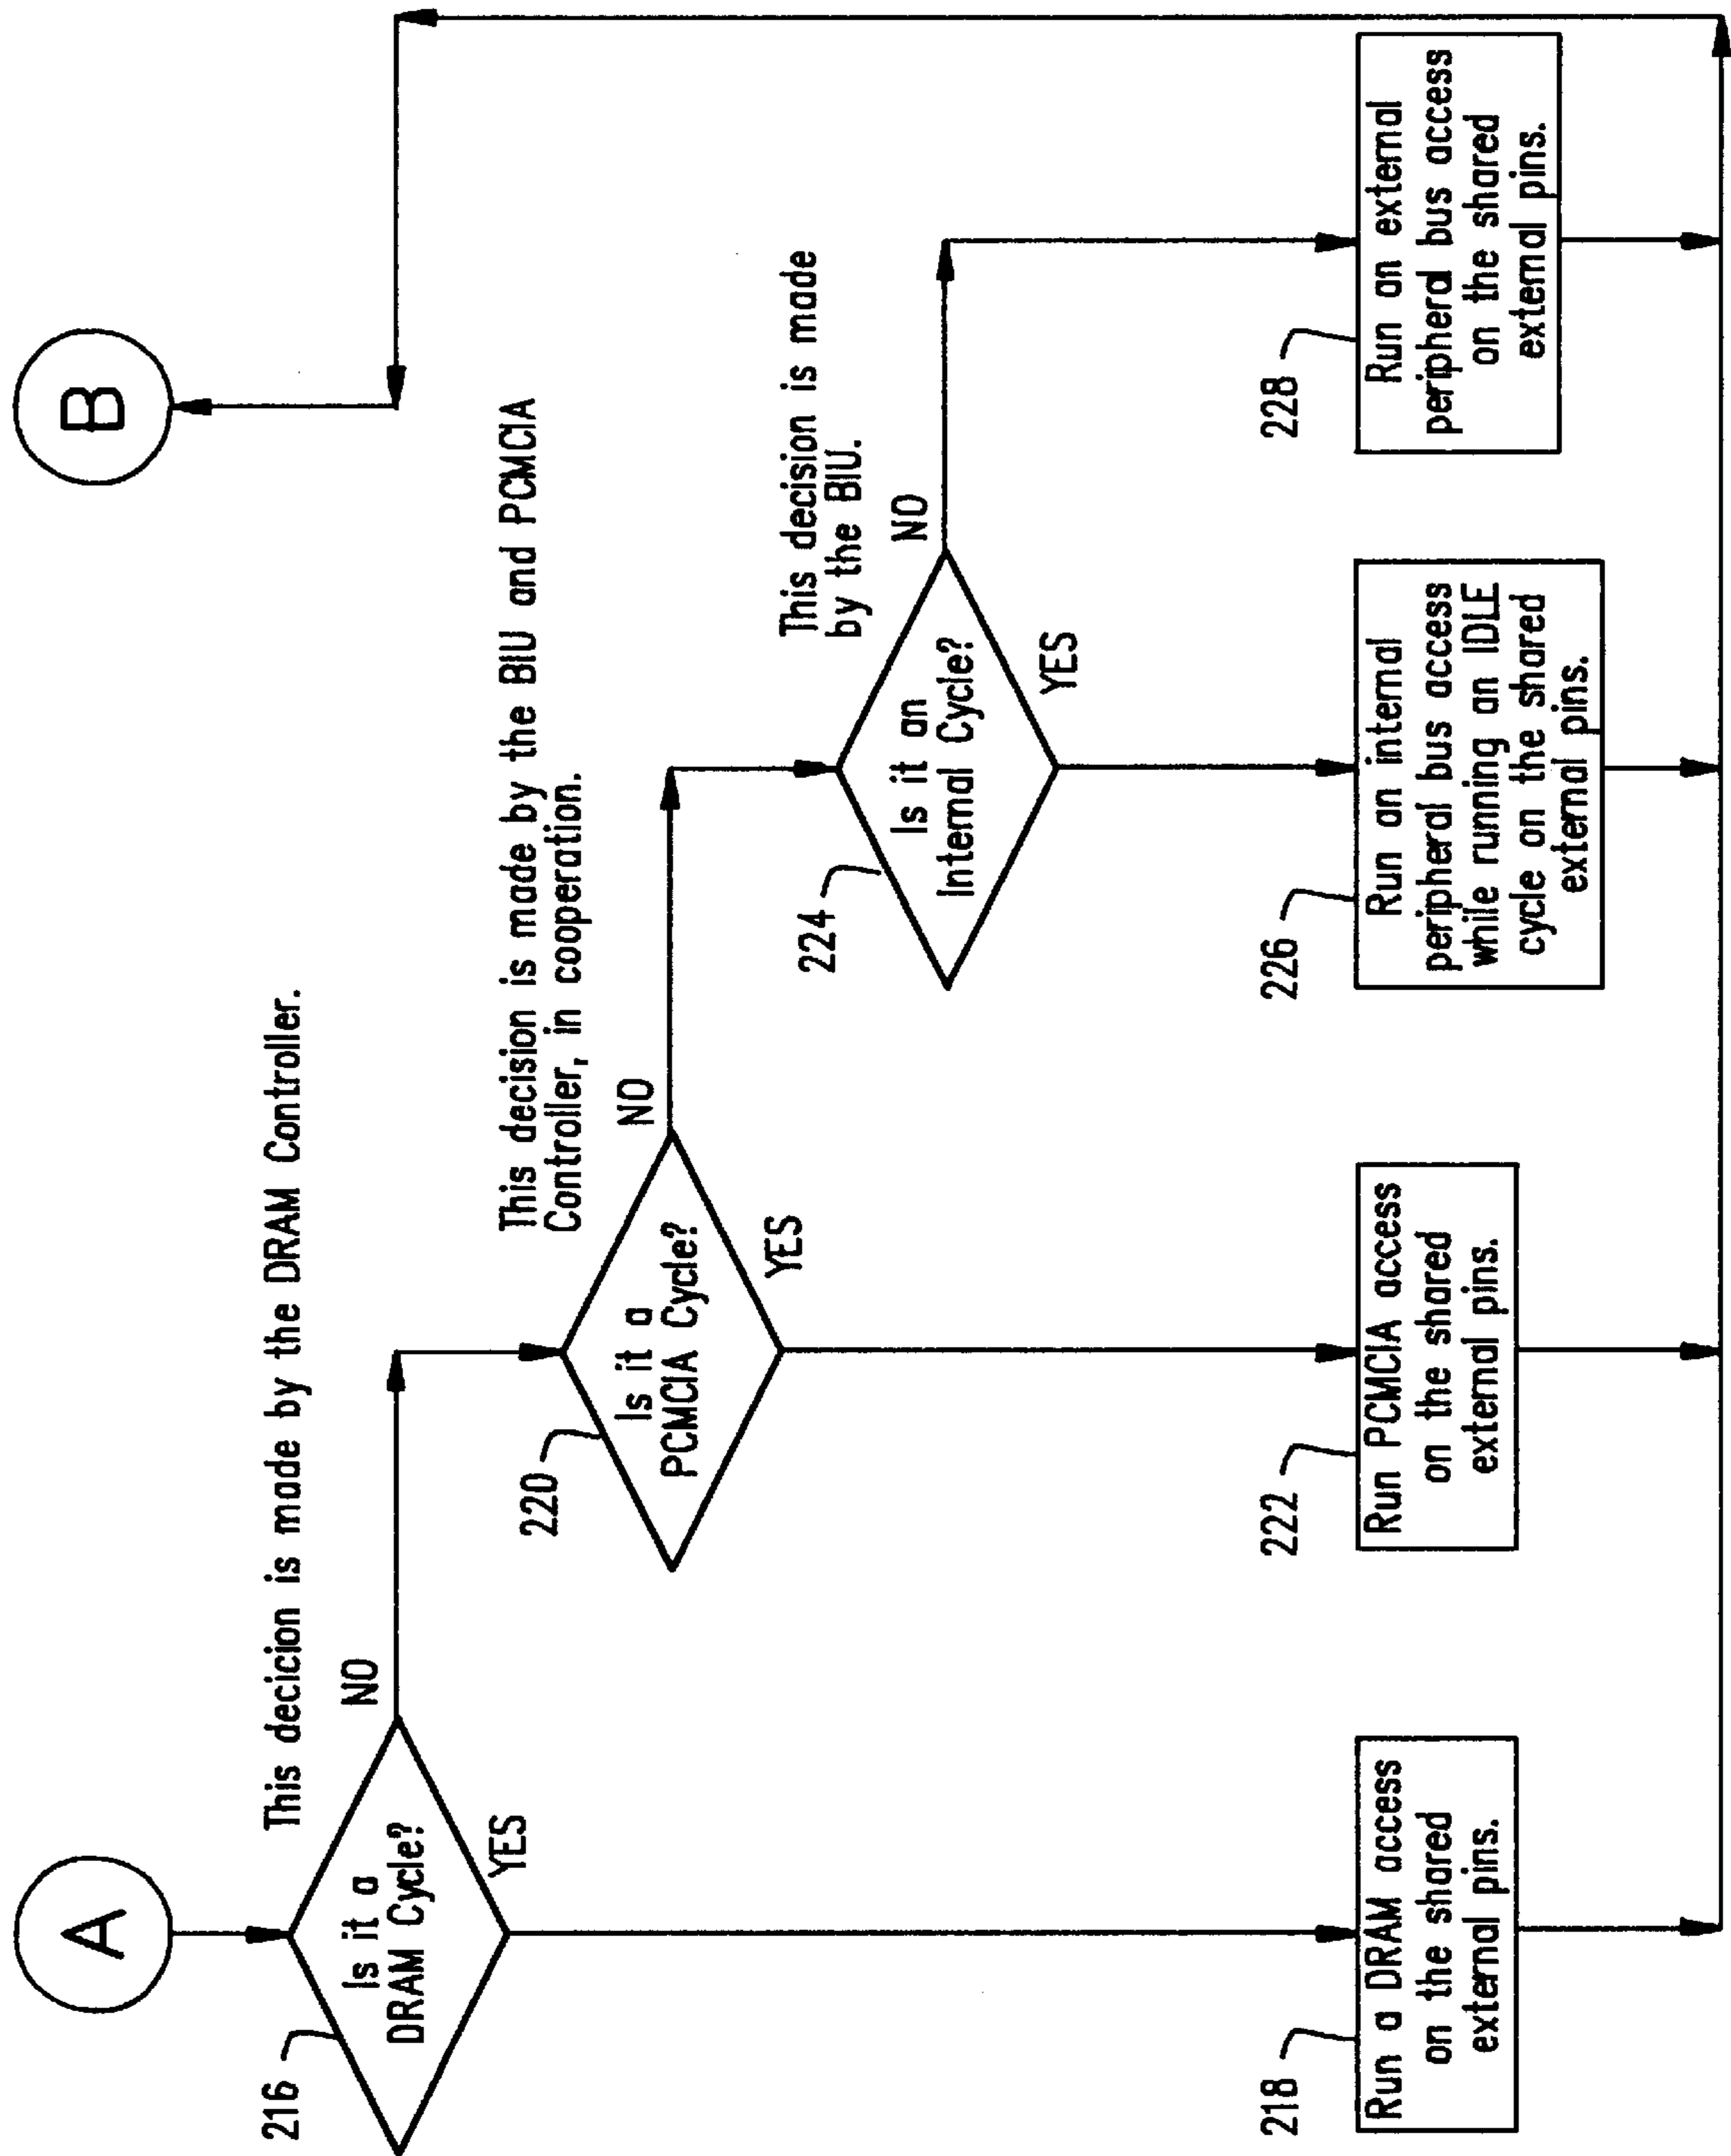 A
B
This decicion is made by the DRAM Controller.
216
Is it a
DRAM Cycle?
NO
YES
This decision is made by the BIU and PCMCIA
Controller, in cooperation.
220
Is it a
PCMCIA Cycle?
NO
YES
This decision is made
by the BIU.
224
Is it an
Internal Cycle?
NO
YES
218
Run a DRAM access
on the shared
external pins.
222
Run PCMCIA access
on the shared
external pins.
226
Run an internal
peripheral bus access
while running an IDLE
cycle on the shared
external pins.
228
Run an external
peripheral bus access
on the shared
external pins.